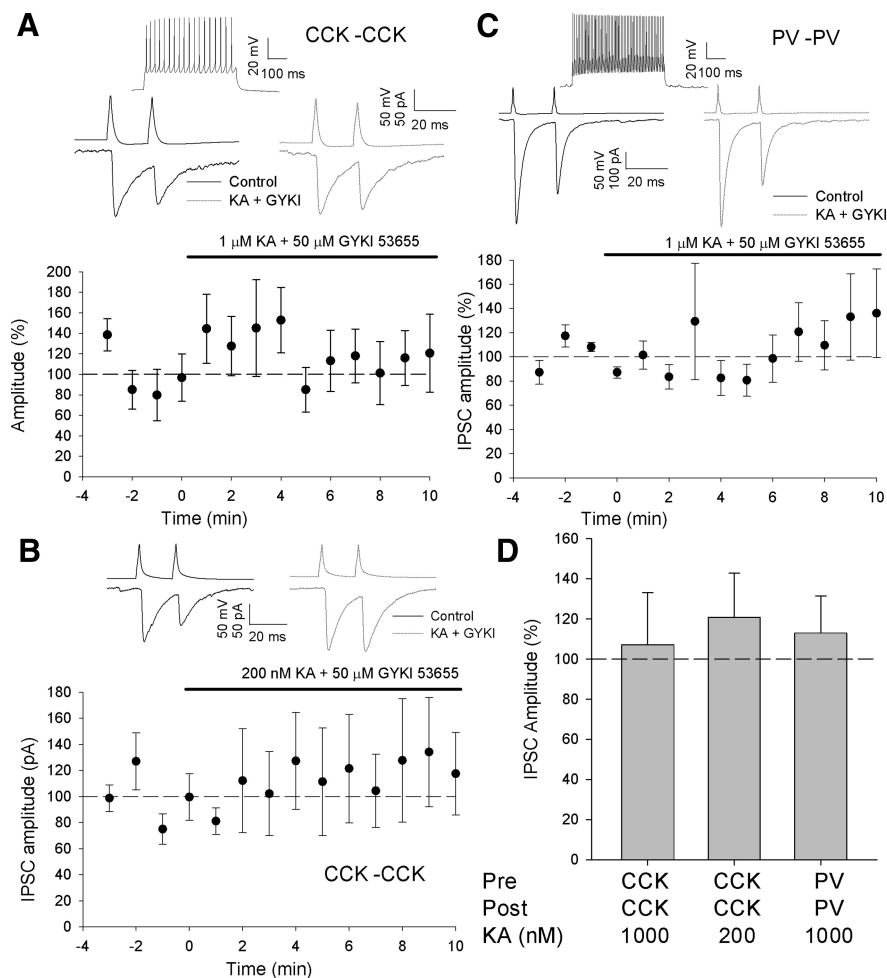 A
CCK -CCK
20 mV
100 ms
50 mV
50 pA
20 ms
Control
KA + GYKI
1 μM KA + 50 μM GYKI 53655
Amplitude (%)
200
180
160
140
120
100
80
60
40
20
0
-4 -2 0 2 4 6 8 10
Time (min)
C
PV -PV
20 mV
100 ms
50 mV
100 pA
20 ms
Control
KA + GYKI
1 μM KA + 50 μM GYKI 53655
IPSC amplitude (%)
180
160
140
120
100
80
60
40
20
0
-4 -2 0 2 4 6 8 10
Time (min)
B
50 mV
50 pA
20 ms
Control
KA + GYKI
200 nM KA + 50 μM GYKI 53655
IPSC amplitude (pA)
180
160
140
120
100
80
60
40
20
0
CCK -CCK
-4 -2 0 2 4 6 8 10
Time (min)
D
IPSC Amplitude (%)
160
140
120
100
80
60
40
20
0
Pre CCK CCK PV
Post CCK CCK PV
KA (nM) 1000 200 1000